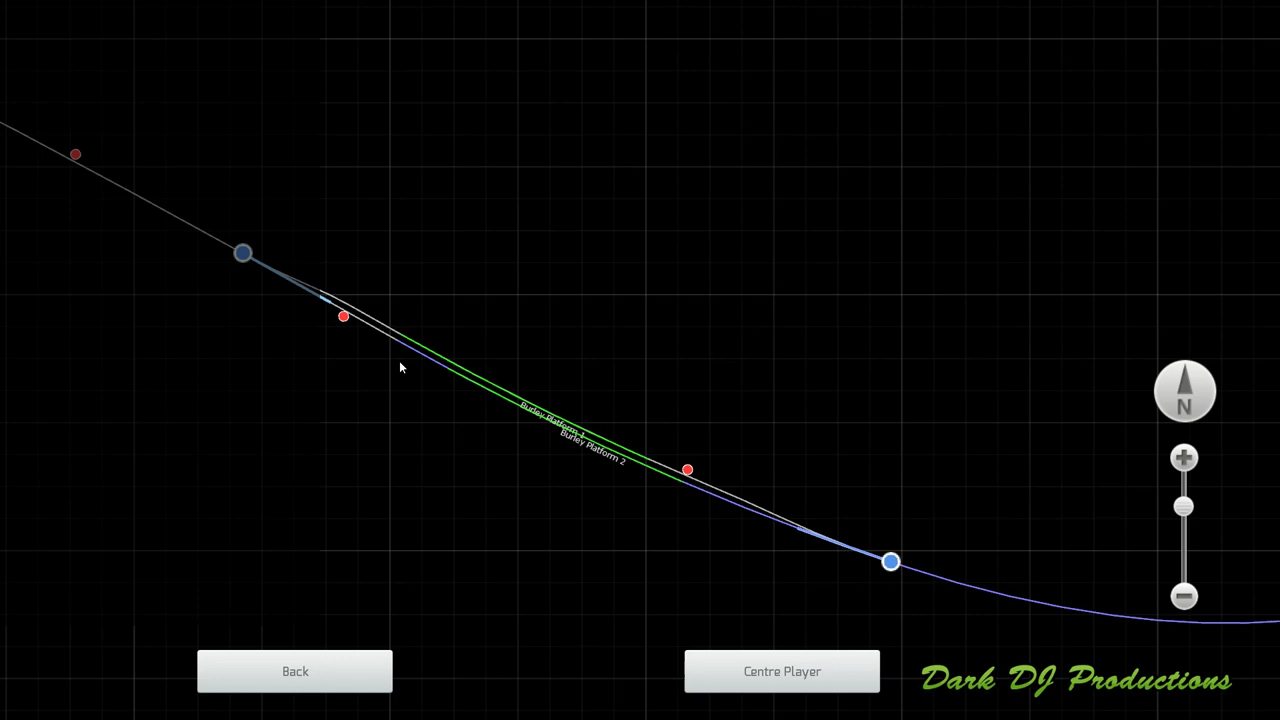 Burley Platform 1
Burley Platform 2
N
Back
Centre Player
Dark DJ Productions